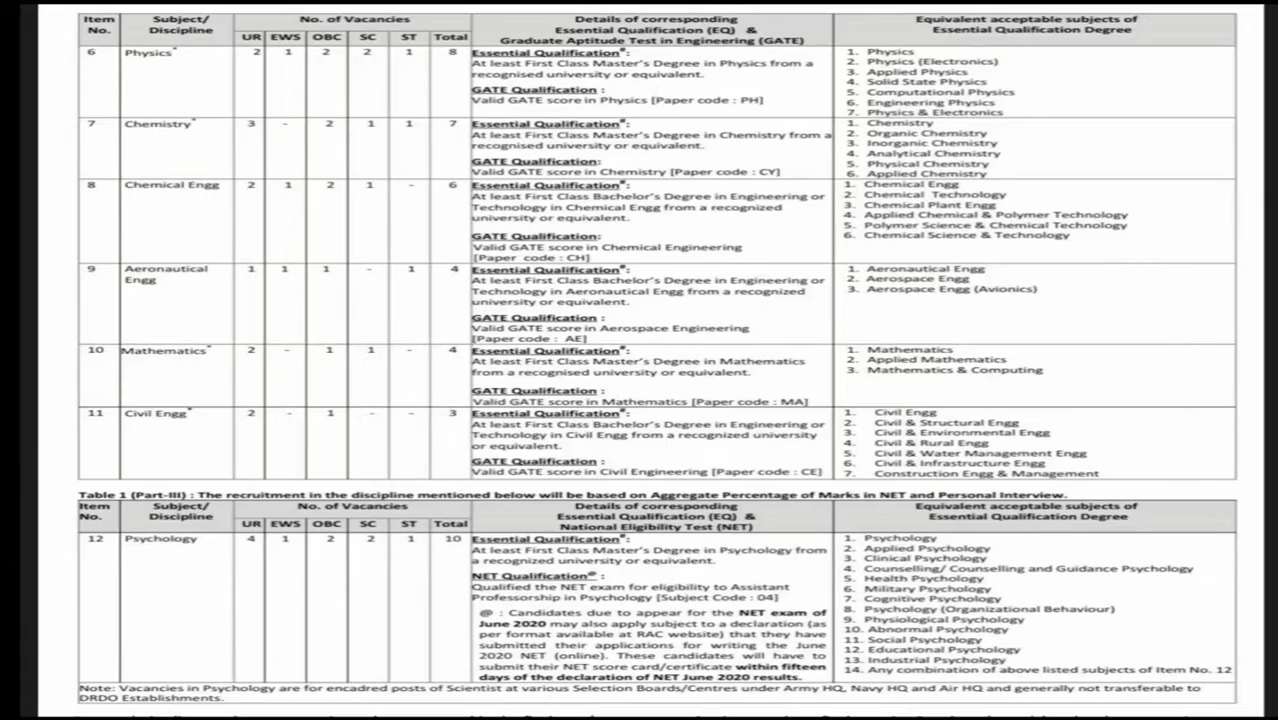 Item No. Subject/ Discipline No. of Vacancies Details of corresponding Essential Qualification (EQ) & Graduate Aptitude Test in Engineering (GATE) Equivalent acceptable subjects of Essential Qualification Degree
UR EWS OBC SC ST Total
6 Physics* 2 1 2 2 1 8
Essential Qualification#:
At least First Class Master's Degree in Physics from a
recognised university or equivalent.
GATE Qualification :
Valid GATE score in Physics [Paper code : PH]
1. Physics
2. Physics (Electronics)
3. Applied Physics
4. Solid State Physics
5. Computational Physics
6. Engineering Physics
7. Physics & Electronics
7 Chemistry* 3 - 2 1 1 7
Essential Qualification#:
At least First Class Master's Degree in Chemistry from a
recognised university or equivalent.
GATE Qualification:
Valid GATE score in Chemistry [Paper code : CY]
1. Chemistry
2. Organic Chemistry
3. Inorganic Chemistry
4. Analytical Chemistry
5. Physical Chemistry
6. Applied Chemistry
8 Chemical Engg 2 1 2 1 - 6
Essential Qualification#:
At least First Class Bachelor's Degree in Engineering or
Technology in Chemical Engg from a recognized
university or equivalent.
GATE Qualification:
Valid GATE score in Chemical Engineering
[Paper code : CH]
1. Chemical Engg
2. Chemical Technology
3. Chemical Plant Engg
4. Applied Chemical & Polymer Technology
5. Polymer Science & Chemical Technology
6. Chemical Science & Technology
9 Aeronautical Engg 1 1 1 - 1 4
Essential Qualification#:
At least First Class Bachelor's Degree in Engineering or
Technology in Aeronautical Engg from a recognized
university or equivalent.
GATE Qualification :
Valid GATE score in Aerospace Engineering
[Paper code : AE]
1. Aeronautical Engg
2. Aerospace Engg
3. Aerospace Engg (Avionics)
10 Mathematics* 2 - 1 1 - 4
Essential Qualification#:
At least First Class Master's Degree in Mathematics
from a recognised university or equivalent.
GATE Qualification :
Valid GATE score in Mathematics [Paper code : MA]
1. Mathematics
2. Applied Mathematics
3. Mathematics & Computing
11 Civil Engg* 2 - 1 - - 3
Essential Qualification#:
At least First Class Bachelor's Degree in Engineering or
Technology in Civil Engg from a recognized university
or equivalent.
GATE Qualification :
Valid GATE score in Civil Engineering [Paper code : CE]
1. Civil Engg
2. Civil & Structural Engg
3. Civil & Environmental Engg
4. Civil & Rural Engg
5. Civil & Water Management Engg
6. Civil & Infrastructure Engg
7. Construction Engg & Management
Table 1 (Part-III) : The recruitment in the discipline mentioned below will be based on Aggregate Percentage of Marks in NET and Personal Interview.
Item No. Subject/ Discipline No. of Vacancies Details of corresponding Essential Qualification (EQ) & National Eligibility Test (NET) Equivalent acceptable subjects of Essential Qualification Degree
UR EWS OBC SC ST Total
12 Psychology 4 1 2 2 1 10
Essential Qualification#:
At least First Class Master's Degree in Psychology from
a recognized university or equivalent.
NET Qualification@ :
Qualified the NET exam for eligibility to Assistant
Professorship in Psychology [Subject Code : 04]
@ : Candidates due to appear for the NET exam of
June 2020 may also apply subject to a declaration (as
per format available at RAC website) that they have
submitted their applications for writing the June
2020 NET (online). These candidates will have to
submit their NET score card/certificate within fifteen
days of the declaration of NET June 2020 results.
1. Psychology
2. Applied Psychology
3. Clinical Psychology
4. Counselling/ Counselling and Guidance Psychology
5. Health Psychology
6. Military Psychology
7. Cognitive Psychology
8. Psychology (Organizational Behaviour)
9. Physiological Psychology
10. Abnormal Psychology
11. Social Psychology
12. Educational Psychology
13. Industrial Psychology
14. Any combination of above listed subjects of Item No. 12
Note: Vacancies in Psychology are for encadred posts of Scientist at various Selection Boards/Centres under Army HQ, Navy HQ and Air HQ and generally not transferable to
DRDO Establishments.